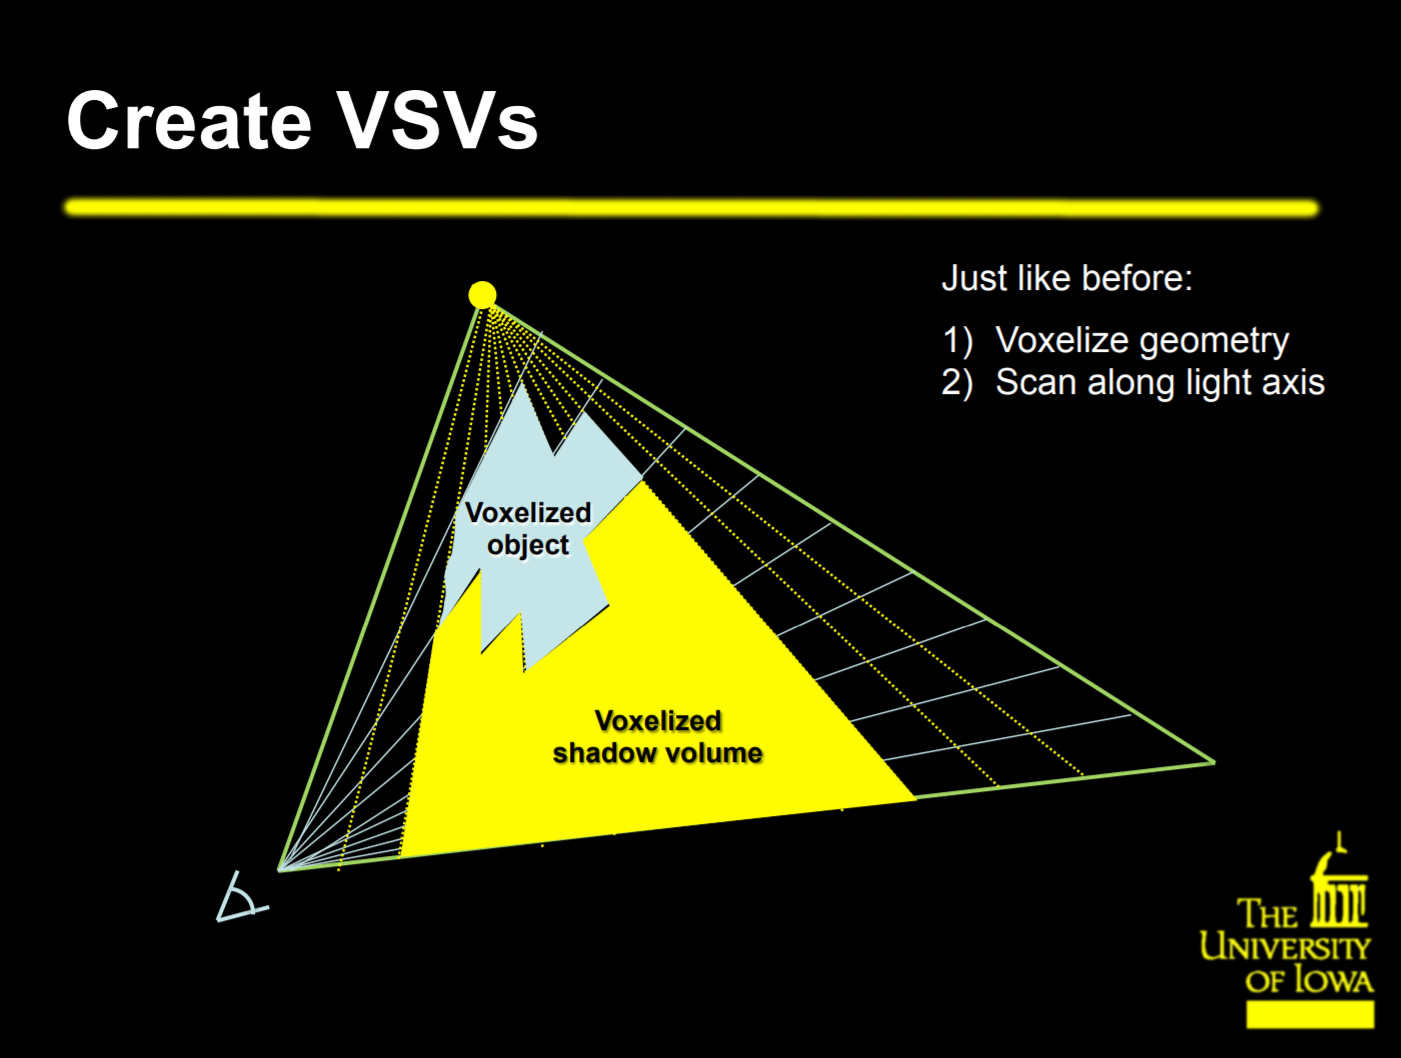 Create VSVs
Just like before:
1) Voxelize geometry
2) Scan along light axis
Voxelized
object
Voxelized
shadow volume
THE
UNIVERSITY
OF IOWA